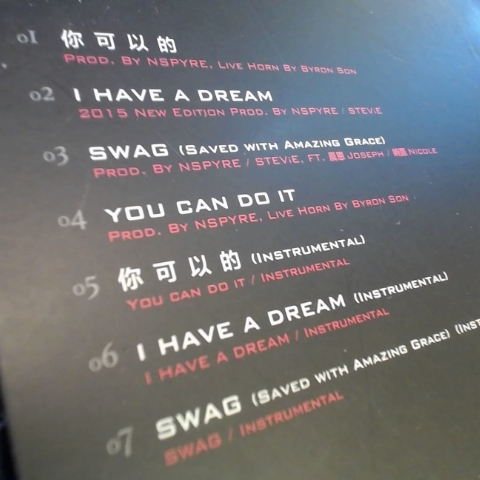 01 你可以的
PROD. BY NSPYRE, LIVE HORN BY BYRON SON
02 I HAVE A DREAM
2015 NEW EDITION PROD. BY NSPYRE / STEVIE
03 SWAG (SAVED WITH AMAZING GRACE)
PROD. BY NSPYRE / STEVIE, FT. JOSEPH / NICOLE
04 YOU CAN DO IT
PROD. BY NSPYRE, LIVE HORN BY BYRON SON
05 你可以的 (INSTRUMENTAL)
YOU CAN DO IT / INSTRUMENTAL
06 I HAVE A DREAM (INSTRUMENTAL)
I HAVE A DREAM / INSTRUMENTAL
07 SWAG (SAVED WITH AMAZING GRACE) (INST
SWAG / INSTRUMENTAL